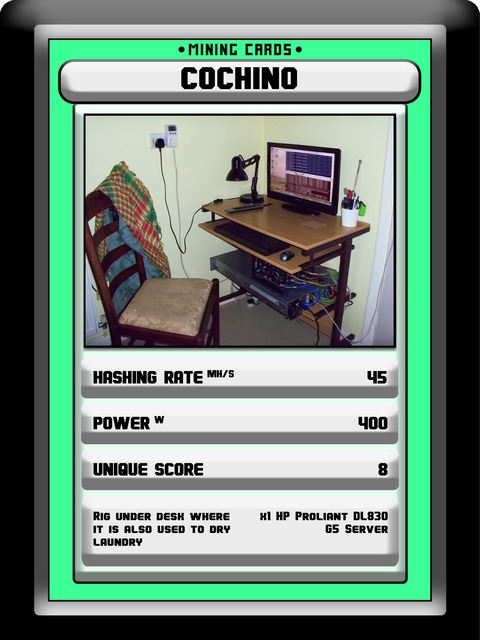 •MINING CARDS•
COCHINO
HASHING RATE MH/S 45
POWER W 400
UNIQUE SCORE 8
RIG UNDER DESK WHERE
IT IS ALSO USED TO DRY
LAUNDRY
X1 HP PROLIANT DL830
G5 SERVER